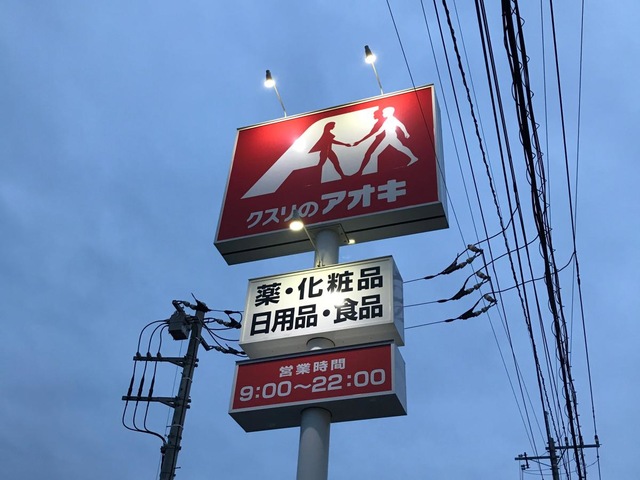 クスリのアオキ
薬・化粧品
日用品・食品
営業時間
9:00～22:00